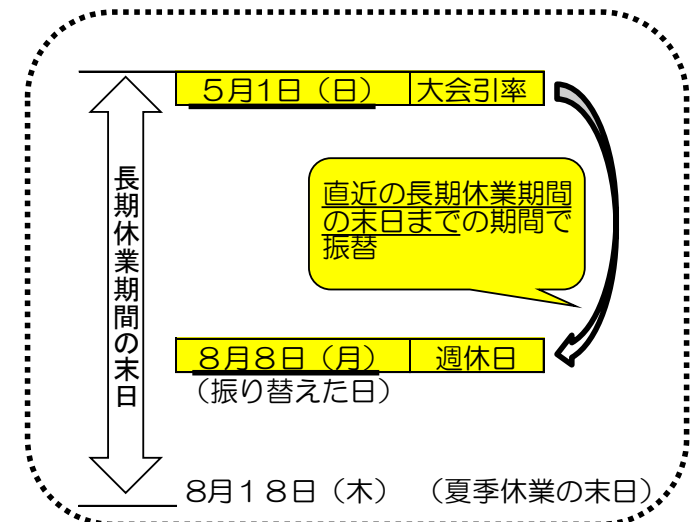 ５月1日（日） 大会引率
長期休業期間の末日
直近の長期休業期間
の末日までの期間で
振替
８月８日（月） 週休日
（振り替えた日）
8月１８日（木） （夏季休業の末日）